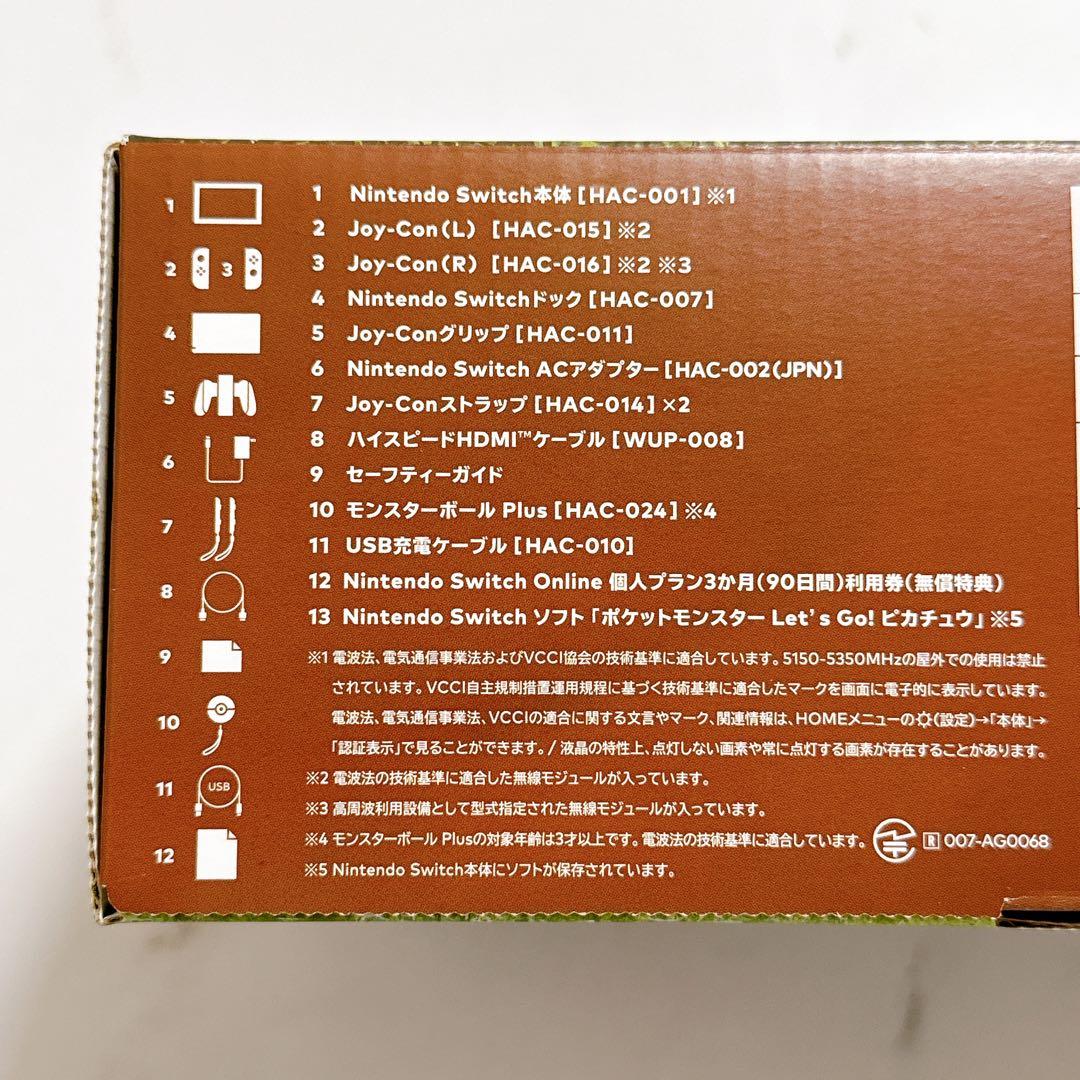 1 1 Nintendo Switch本体[HAC-001]※1
2 Joy-Con(L) [HAC-015]※2
2 3 3 Joy-Con(R) [HAC-016]※2 ※3
4 4 Nintendo Switchドック[HAC-007]
5 Joy-Conグリップ[HAC-011]
5 6 Nintendo Switch ACアダプター[HAC-002(JPN)]
7 Joy-Conストラップ[HAC-014]×2
6 8 ハイスピードHDMI™ケーブル[WUP-008]
9 セーフティーガイド
7 10 モンスターボール Plus[HAC-024]※4
11 USB充電ケーブル[HAC-010]
8 12 Nintendo Switch Online 個人プラン3か月(90日間)利用券(無償特典)
13 Nintendo Switch ソフト「ポケットモンスター Let's Go! ピカチュウ」※5
9 ※1 電波法、電気通信事業法およびVCCI協会の技術基準に適合しています。5150-5350MHzの屋外での使用は禁止
されています。VCCI自主規制措置運用規程に基づく技術基準に適合したマークを画面に電子的に表示しています。
10 電波法、電気通信事業法、VCCIの適合に関する文言やマーク、関連情報は、HOMEメニューの(設定)→「本体」→
「認証表示」で見ることができます。/ 液晶の特性上、点灯しない画素や常に点灯する画素が存在することがあります。
11 USB ※2 電波法の技術基準に適合した無線モジュールが入っています。
※3 高周波利用設備として型式指定された無線モジュールが入っています。
12 ※4 モンスターボール Plusの対象年齢は3才以上です。電波法の技術基準に適合しています。 R 007-AG0068
※5 Nintendo Switch本体にソフトが保存されています。